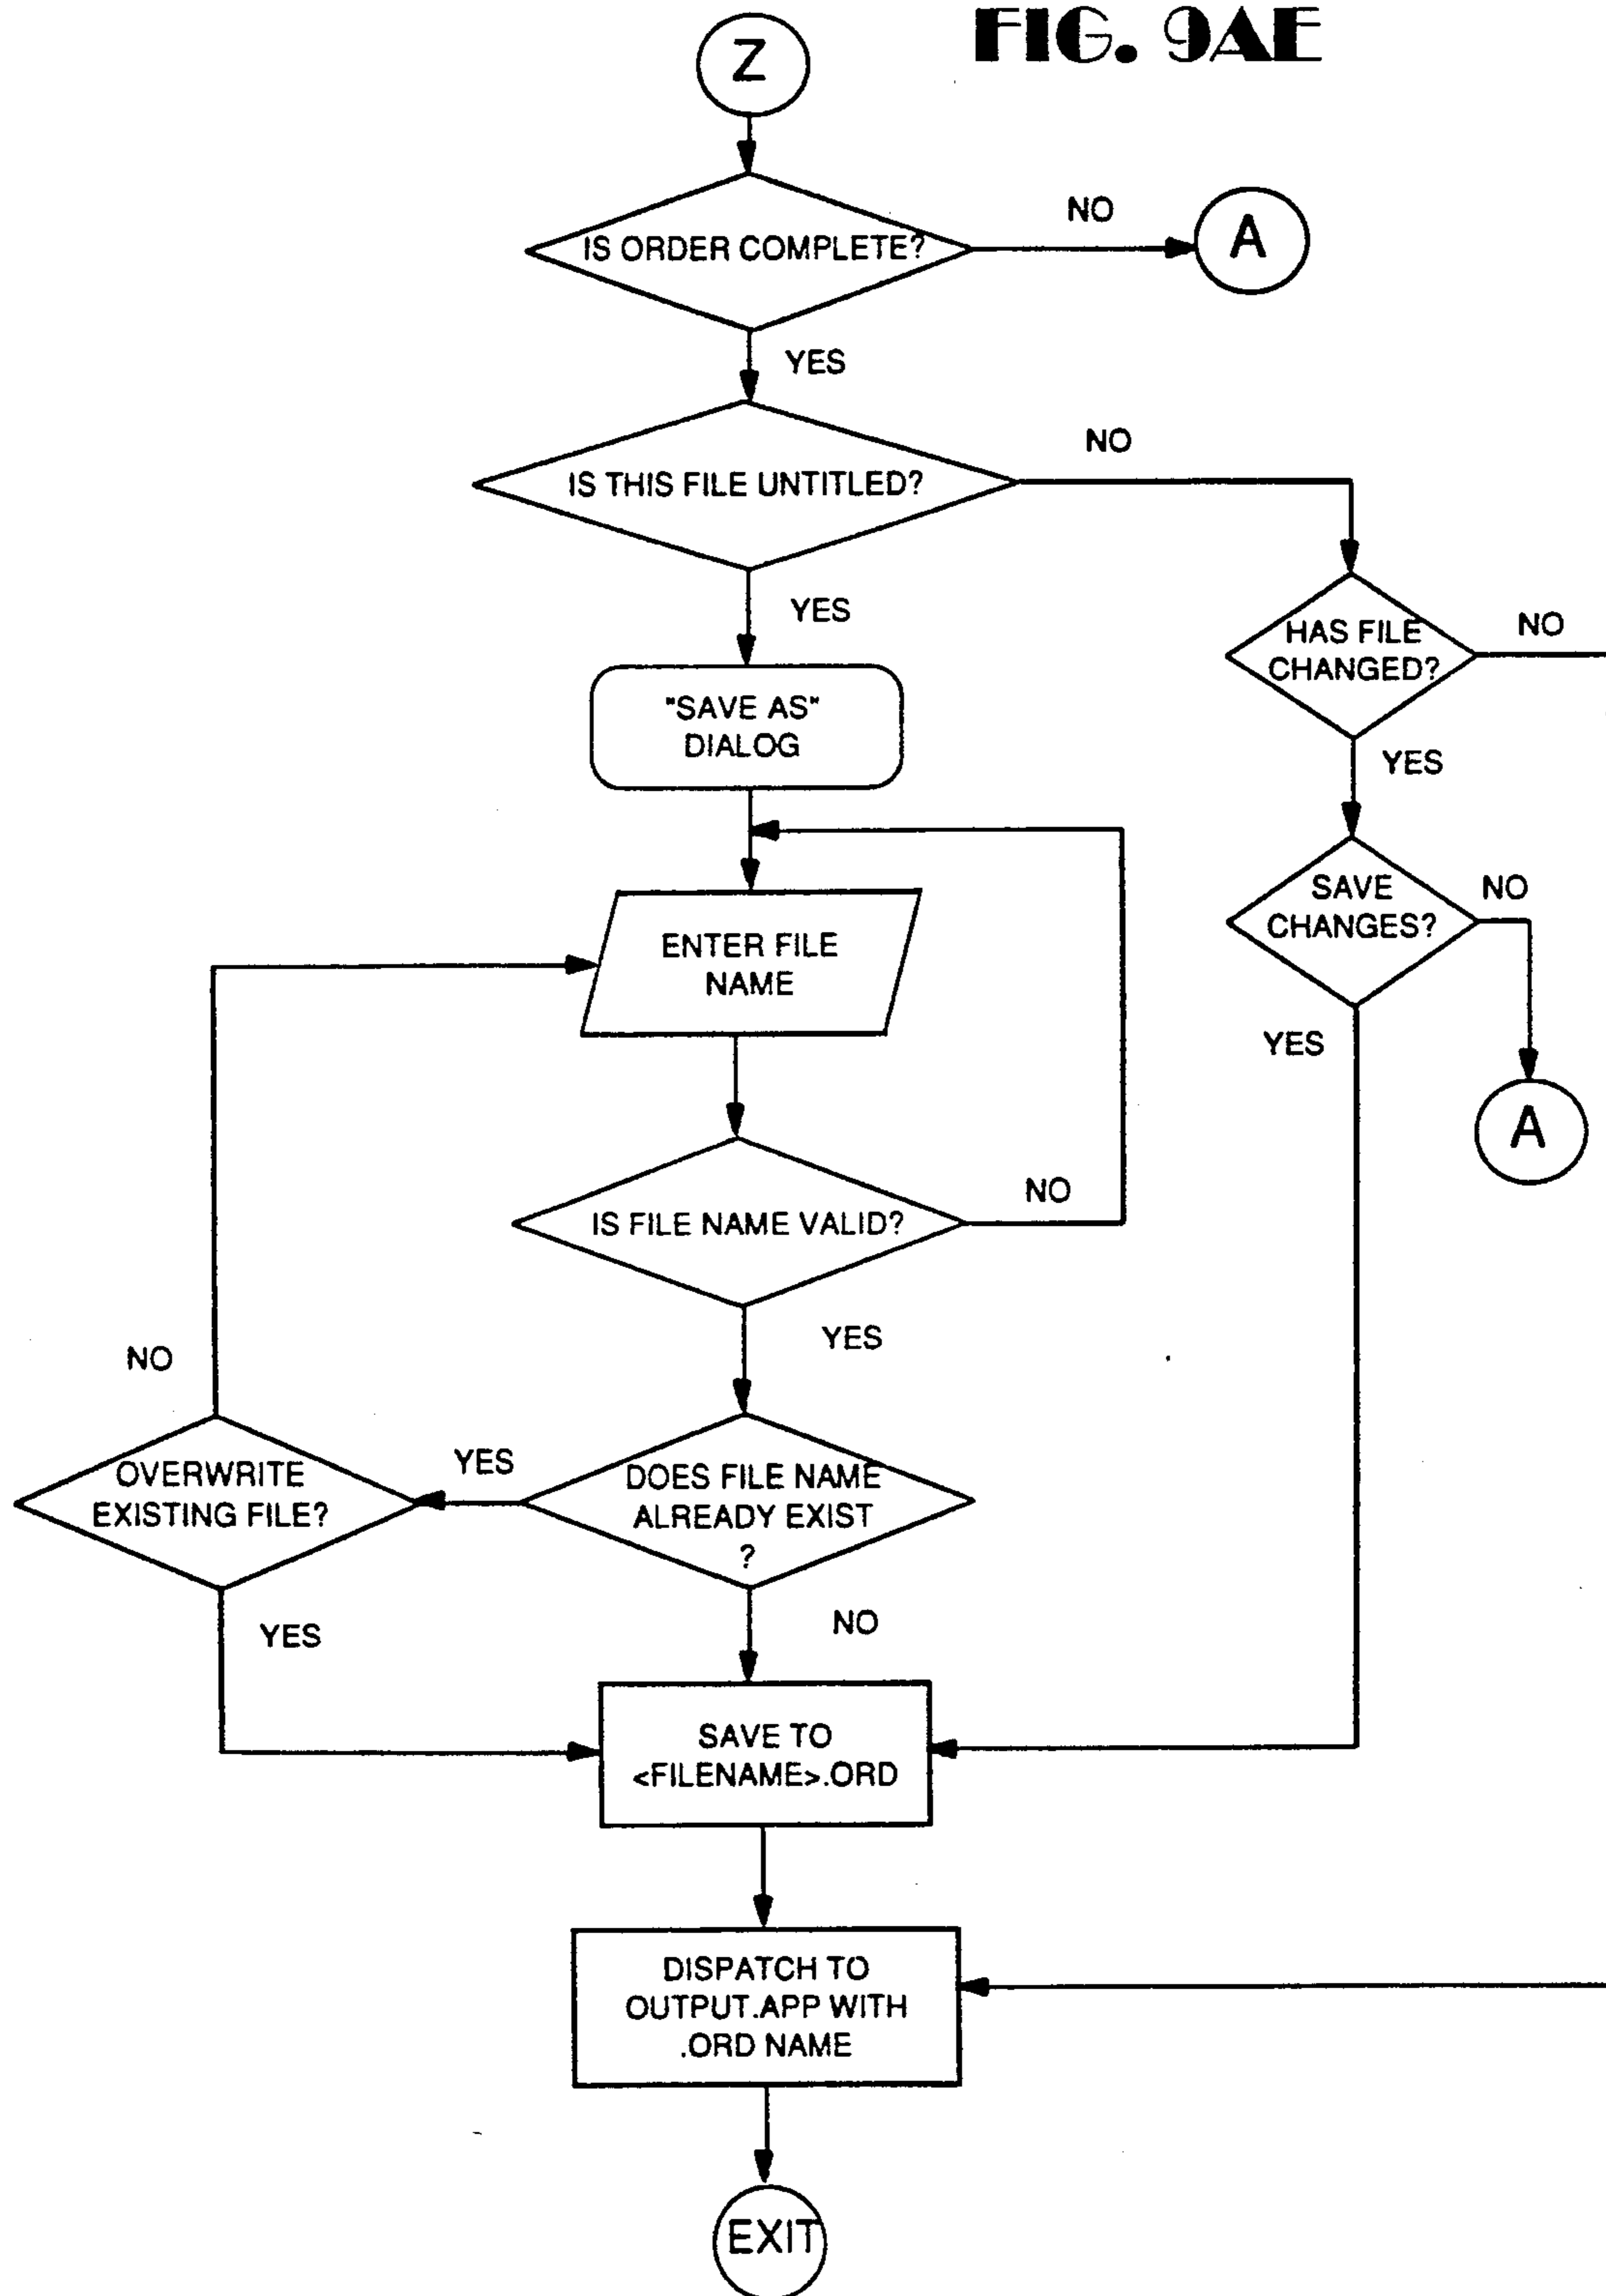 FIG. 9AE
Z
IS ORDER COMPLETE?
NO
A
YES
IS THIS FILE UNTITLED?
NO
YES
HAS FILE
CHANGED?
NO
"SAVE AS"
DIALOG
YES
SAVE
CHANGES?
NO
ENTER FILE
NAME
YES
A
IS FILE NAME VALID?
NO
YES
NO
OVERWRITE
EXISTING FILE?
YES
DOES FILE NAME
ALREADY EXIST
?
YES
NO
SAVE TO
<FILENAME>.ORD
DISPATCH TO
OUTPUT.APP WITH
.ORD NAME
EXIT